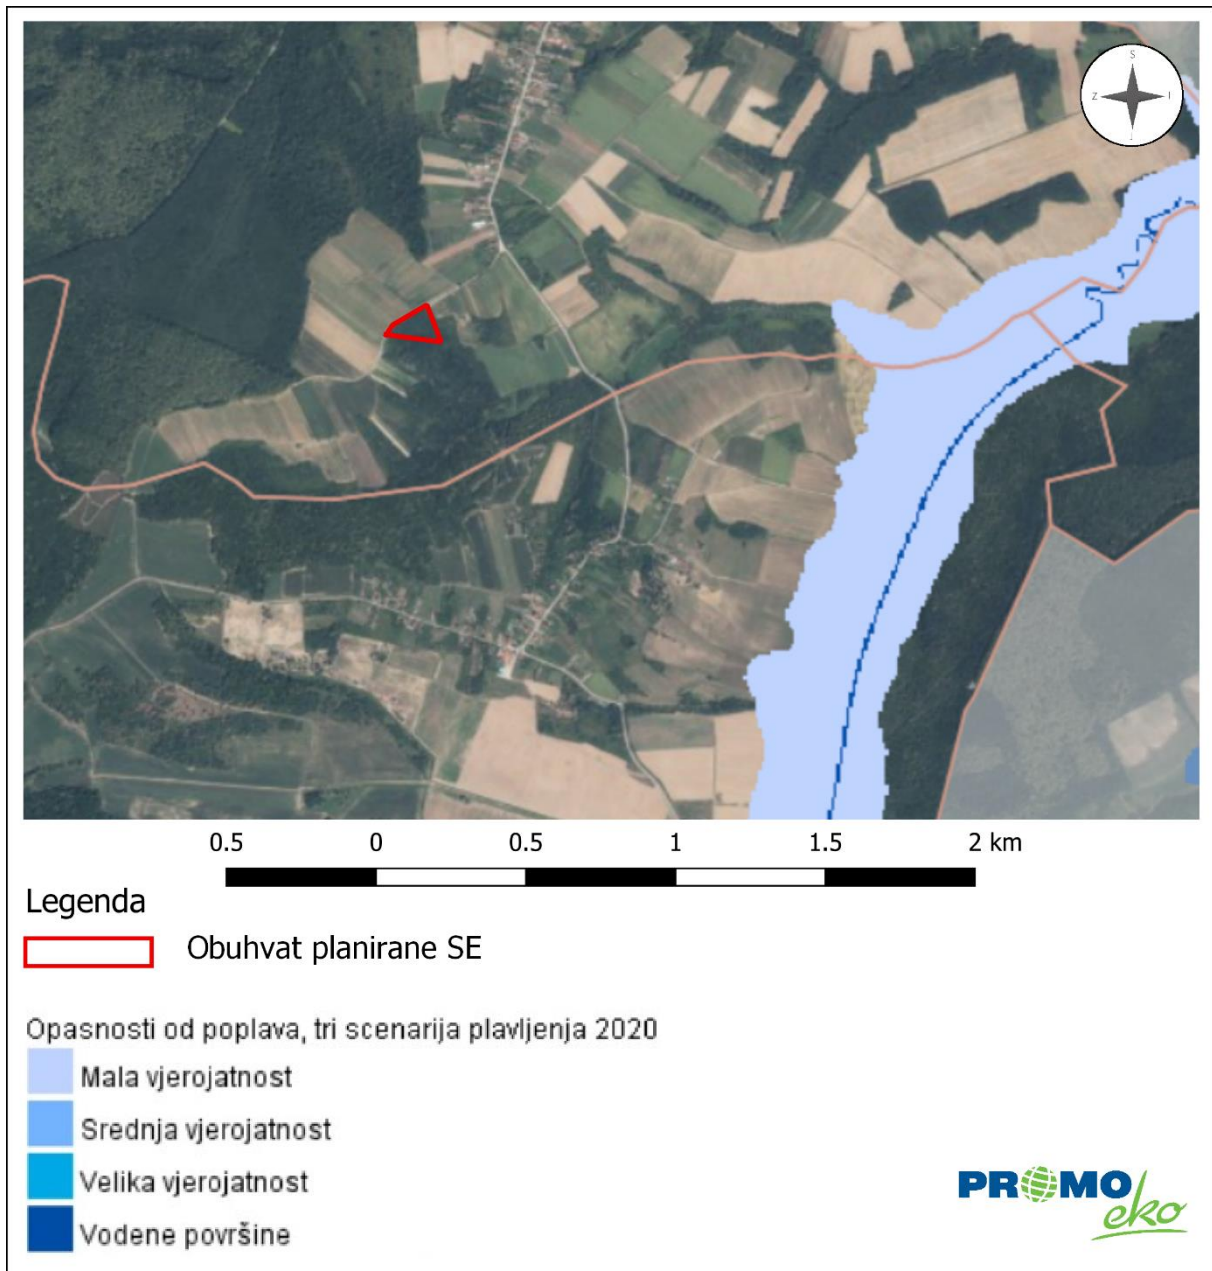 S
Z
I
J
0.5 0 0.5 1 1.5 2 km
Legenda
Obuhvat planirane SE
Opasnosti od poplava, tri scenarija plavljenja 2020
Mala vjerojatnost
Srednja vjerojatnost
Velika vjerojatnost
Vodene površine
PROMO
eko